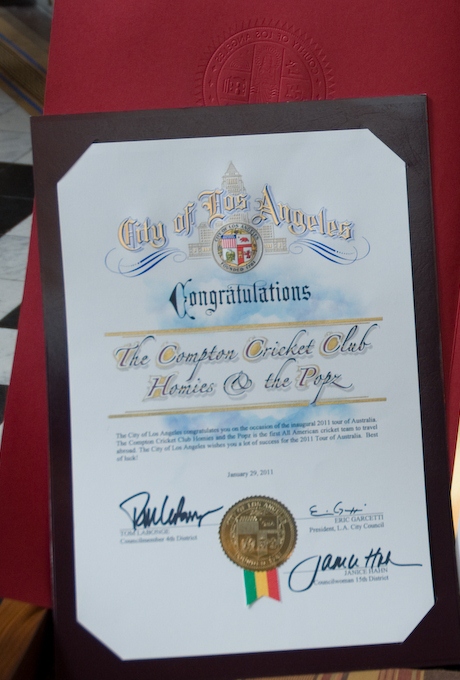 City of Los Angeles
Congratulations
The Compton Cricket Club
Homies & the Popz
The City of Los Angeles congratulates you on the occasion of the inaugural 2011 tour of Australia.
The Compton Cricket Club Homies and the Popz is the first All American cricket team to travel
abroad. The City of Los Angeles wishes you a lot of success for the 2011 Tour of Australia. Best
of luck!
January 29, 2011
TOM LABONGE
Councilmember 4th District
ERIC GARCETTI
President, L.A. City Council
Janice Hahn
JANICE HAHN
Councilwoman 15th District